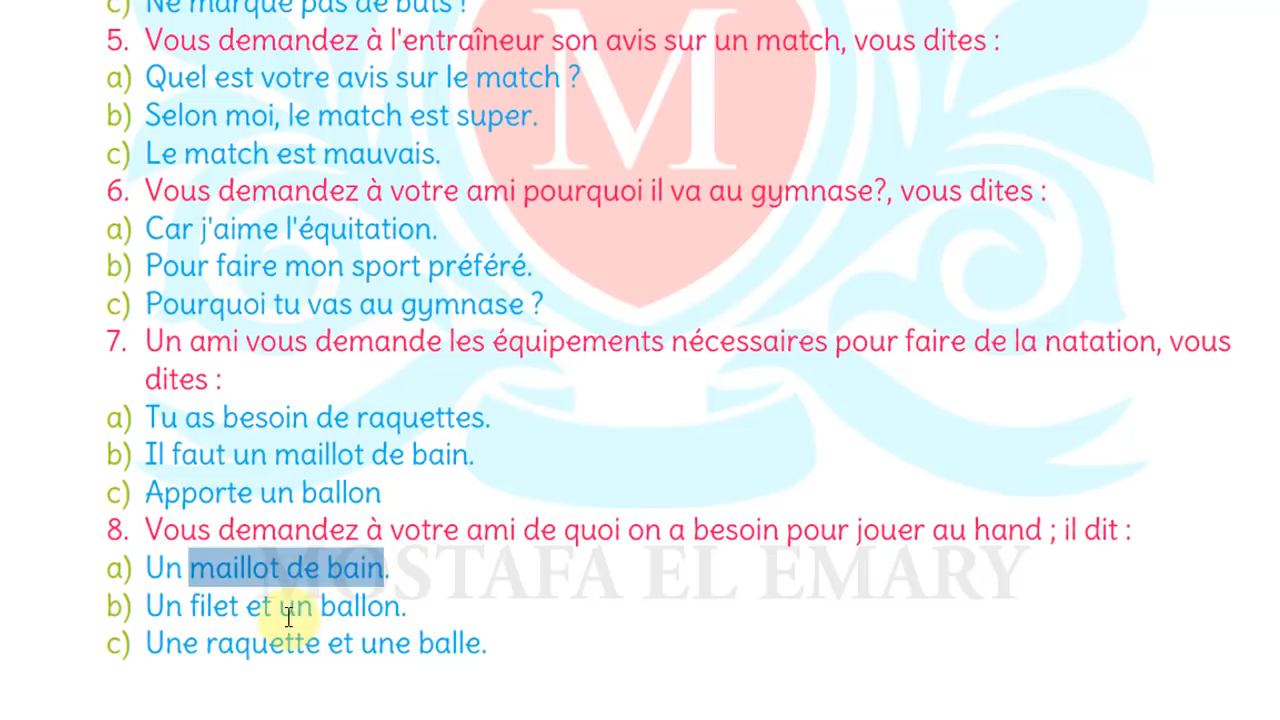 c) Ne marque pas de buts !
5. Vous demandez à l'entraîneur son avis sur un match, vous dites :
a) Quel est votre avis sur le match ?
b) Selon moi, le match est super.
c) Le match est mauvais.
6. Vous demandez à votre ami pourquoi il va au gymnase?, vous dites :
a) Car j'aime l'équitation.
b) Pour faire mon sport préféré.
c) Pourquoi tu vas au gymnase ?
7. Un ami vous demande les équipements nécessaires pour faire de la natation, vous
dites :
a) Tu as besoin de raquettes.
b) Il faut un maillot de bain.
c) Apporte un ballon
8. Vous demandez à votre ami de quoi on a besoin pour jouer au hand ; il dit :
a) Un maillot de bain.
b) Un filet et un ballon.
c) Une raquette et une balle.
M
MOSTAFA EL EMARY